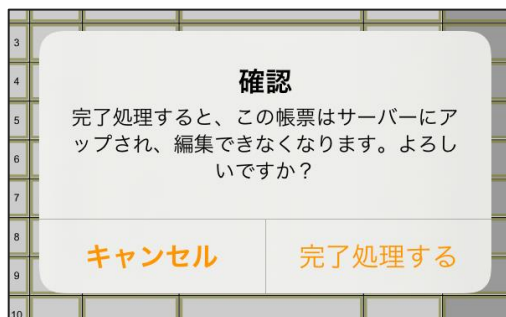 3
4
確認
完了処理すると、この帳票はサーバーにア
ップされ、編集できなくなります。よろし
いですか？
5
6
7
8
キャンセル
完了処理する
9
10